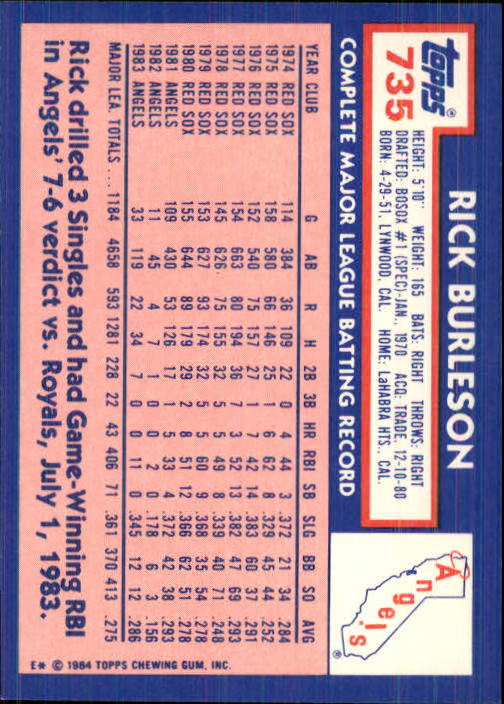 topps®
735
RICK BURLESON
HEIGHT: 5'10" WEIGHT: 165 BATS: RIGHT THROWS: RIGHT
DRAFTED: BOSOX #1 (SPEC)-JAN., 1970 ACQ: TRADE, 12-10-80
BORN: 4-29-51, LYNWOOD, CAL. HOME: LaHABRA HTS., CAL.
Angels ®
COMPLETE MAJOR LEAGUE BATTING RECORD
YEAR CLUB G AB R H 2B 3B HR RBI SB SLG BB SO AVG
1974 RED SOX 114 384 36 109 22 0 4 44 3 .372 21 34 .284
1975 RED SOX 158 580 66 146 25 1 6 62 8 .329 45 44 .252
1976 RED SOX 152 540 75 157 27 1 7 42 14 .383 60 37 .291
1977 RED SOX 154 663 80 194 36 7 3 52 13 .382 47 69 .293
1978 RED SOX 145 626 75 155 32 5 5 49 8 .339 40 71 .248
1979 RED SOX 153 627 93 174 32 5 5 60 9 .368 35 54 .278
1980 RED SOX 155 644 89 179 29 2 8 51 12 .366 62 51 .278
1981 ANGELS 109 430 53 126 17 1 5 33 4 .372 42 38 .293
1982 ANGELS 11 45 4 7 1 0 0 2 0 .178 6 3 .156
1983 ANGELS 33 119 22 34 7 0 0 11 0 .345 12 12 .286
MAJOR LEA. TOTALS ... 1184 4658 593 1281 228 22 43 406 71 .361 370 413 .275
Rick drilled 3 Singles and had Game-Winning RBI
in Angels' 7-6 verdict vs. Royals, July 1, 1983.
E* © 1984 TOPPS CHEWING GUM, INC.